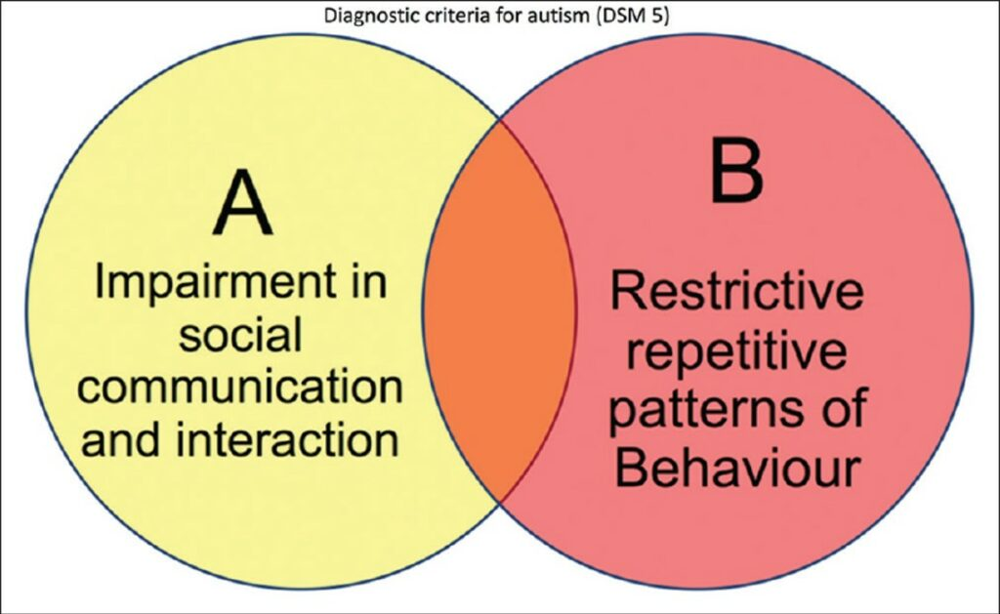 Diagnostic criteria for autism (DSM 5)
A
Impairment in
social
communication
and interaction
B
Restrictive
repetitive
patterns of
Behaviour